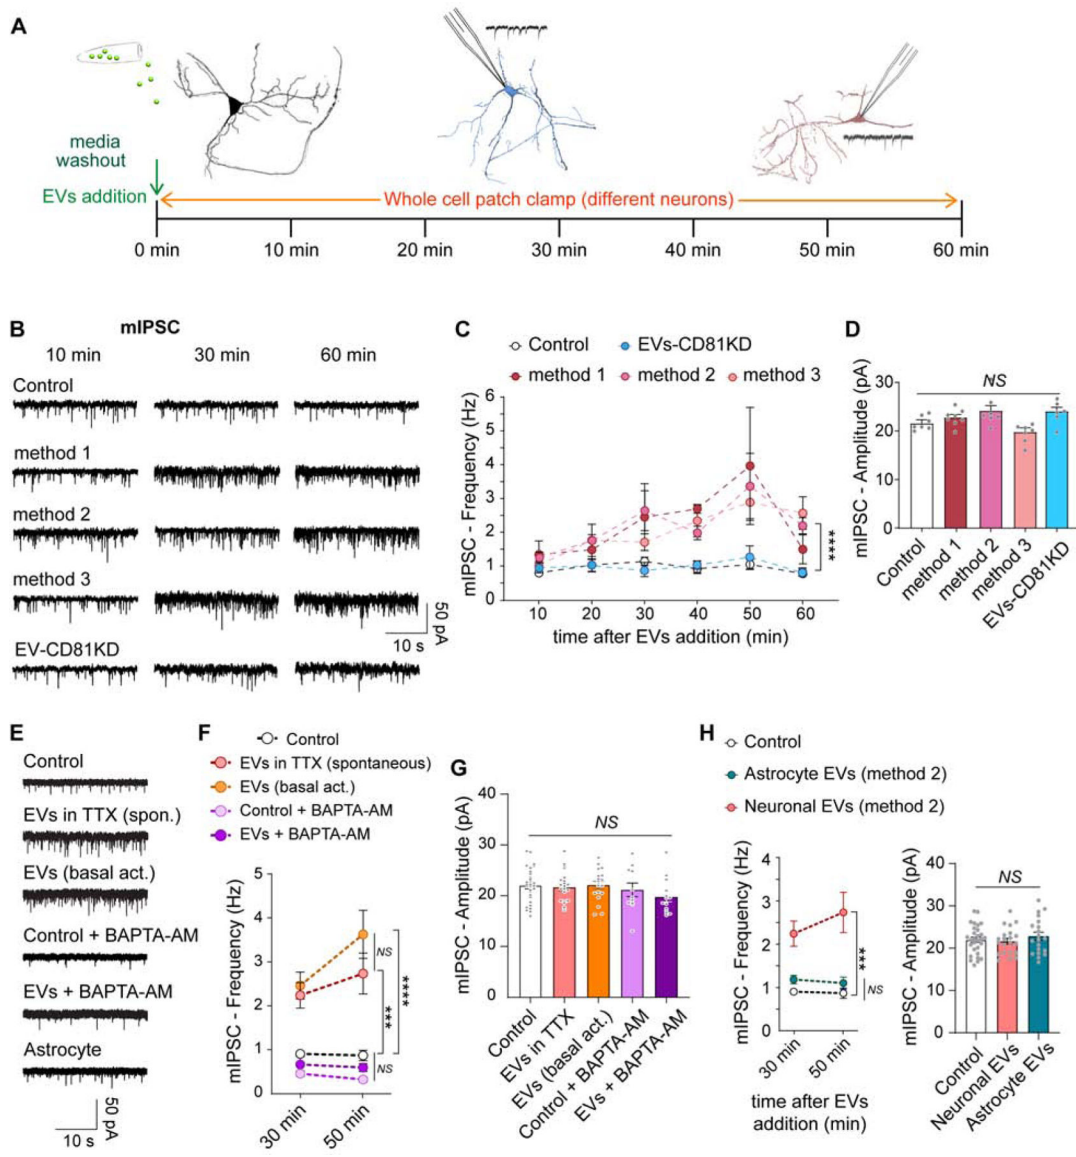 A
media
washout
EVs addition
Whole cell patch clamp (different neurons)
0 min
10 min
20 min
30 min
40 min
50 min
60 min
B
mIPSC
10 min
30 min
60 min
Control
method 1
method 2
method 3
EV-CD81KD
50 pA
10 s
C
Control
EVs-CD81KD
method 1
method 2
method 3
mIPSC - Frequency (Hz)
6
5
4
3
2
1
0
10
20
30
40
50
60
****
time after EVs addition (min)
D
mIPSC - Amplitude (pA)
30
20
10
0
NS
Control
method 1
method 2
method 3
EVs-CD81KD
E
Control
EVs in TTX (spon.)
EVs (basal act.)
Control + BAPTA-AM
EVs + BAPTA-AM
Astrocyte
50 pA
10 s
F
Control
EVs in TTX (spontaneous)
EVs (basal act.)
Control + BAPTA-AM
EVs + BAPTA-AM
mIPSC - Frequency (Hz)
5
4
3
2
1
0
NS
****
***
NS
30 min
50 min
G
mIPSC - Amplitude (pA)
40
30
20
10
0
NS
Control
EVs in TTX
EVs (basal act.)
Control + BAPTA-AM
EVs + BAPTA-AM
H
Control
Astrocyte EVs (method 2)
Neuronal EVs (method 2)
mIPSC - Frequency (Hz)
4
3
2
1
0
***
NS
30 min
50 min
time after EVs
addition (min)
mIPSC - Amplitude (pA)
40
30
20
10
0
NS
Control
Neuronal EVs
Astrocyte EVs